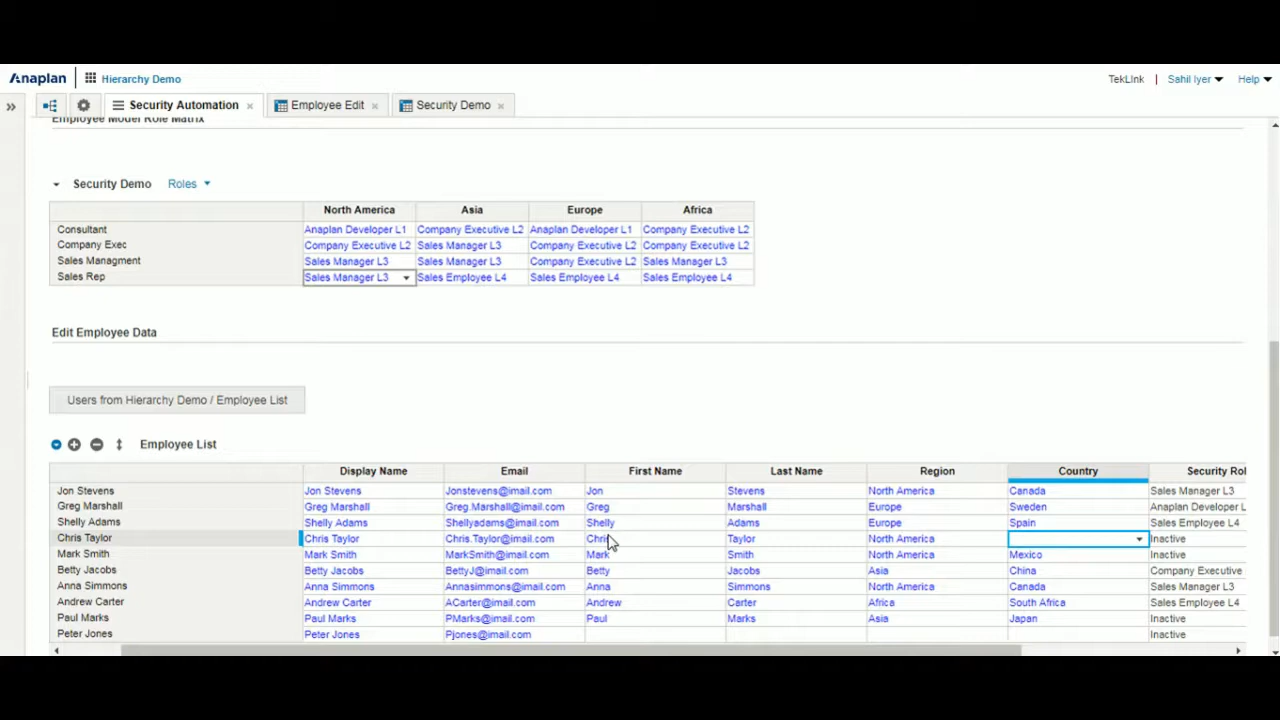 Anaplan Hierarchy Demo TekLInk | Sahil Iyer Help
Security Automation × Employee Edit × Security Demo ×
Employee Model Role Matrix
Security Demo Roles
North America Asia Europe Africa
Consultant Anaplan Developer L1 Company Executive L2 Anaplan Developer L1 Company Executive L2
Company Exec Company Executive L2 Sales Manager L3 Company Executive L2 Company Executive L2
Sales Managment Sales Manager L3 Sales Manager L3 Company Executive L2 Sales Manager L3
Sales Rep Sales Manager L3 Sales Employee L4 Sales Employee L4 Sales Employee L4
Edit Employee Data
Users from Hierarchy Demo / Employee List
Employee List
Display Name Email First Name Last Name Region Country Security Rol
Jon Stevens Jon Stevens Jonstevens@imail.com Jon Stevens North America Canada Sales Manager L3
Greg Marshall Greg Marshall Greg.Marshall@imail.com Greg Marshall Europe Sweden Anaplan Developer L
Shelly Adams Shelly Adams Shellyadams@imail.com Shelly Adams Europe Spain Sales Employee L4
Chris Taylor Chris Taylor Chris.Taylor@imail.com Chris Taylor North America Inactive
Mark Smith Mark Smith MarkSmith@imail.com Mark Smith North America Mexico Inactive
Betty Jacobs Betty Jacobs BettyJ@imail.com Betty Jacobs Asia China Company Executive
Anna Simmons Anna Simmons Annasimmons@imail.com Anna Simmons North America Canada Sales Manager L3
Andrew Carter Andrew Carter ACarter@imail.com Andrew Carter Africa South Africa Sales Employee L4
Paul Marks Paul Marks PMarks@imail.com Paul Marks Asia Japan Inactive
Peter Jones Peter Jones Pjones@imail.com Inactive